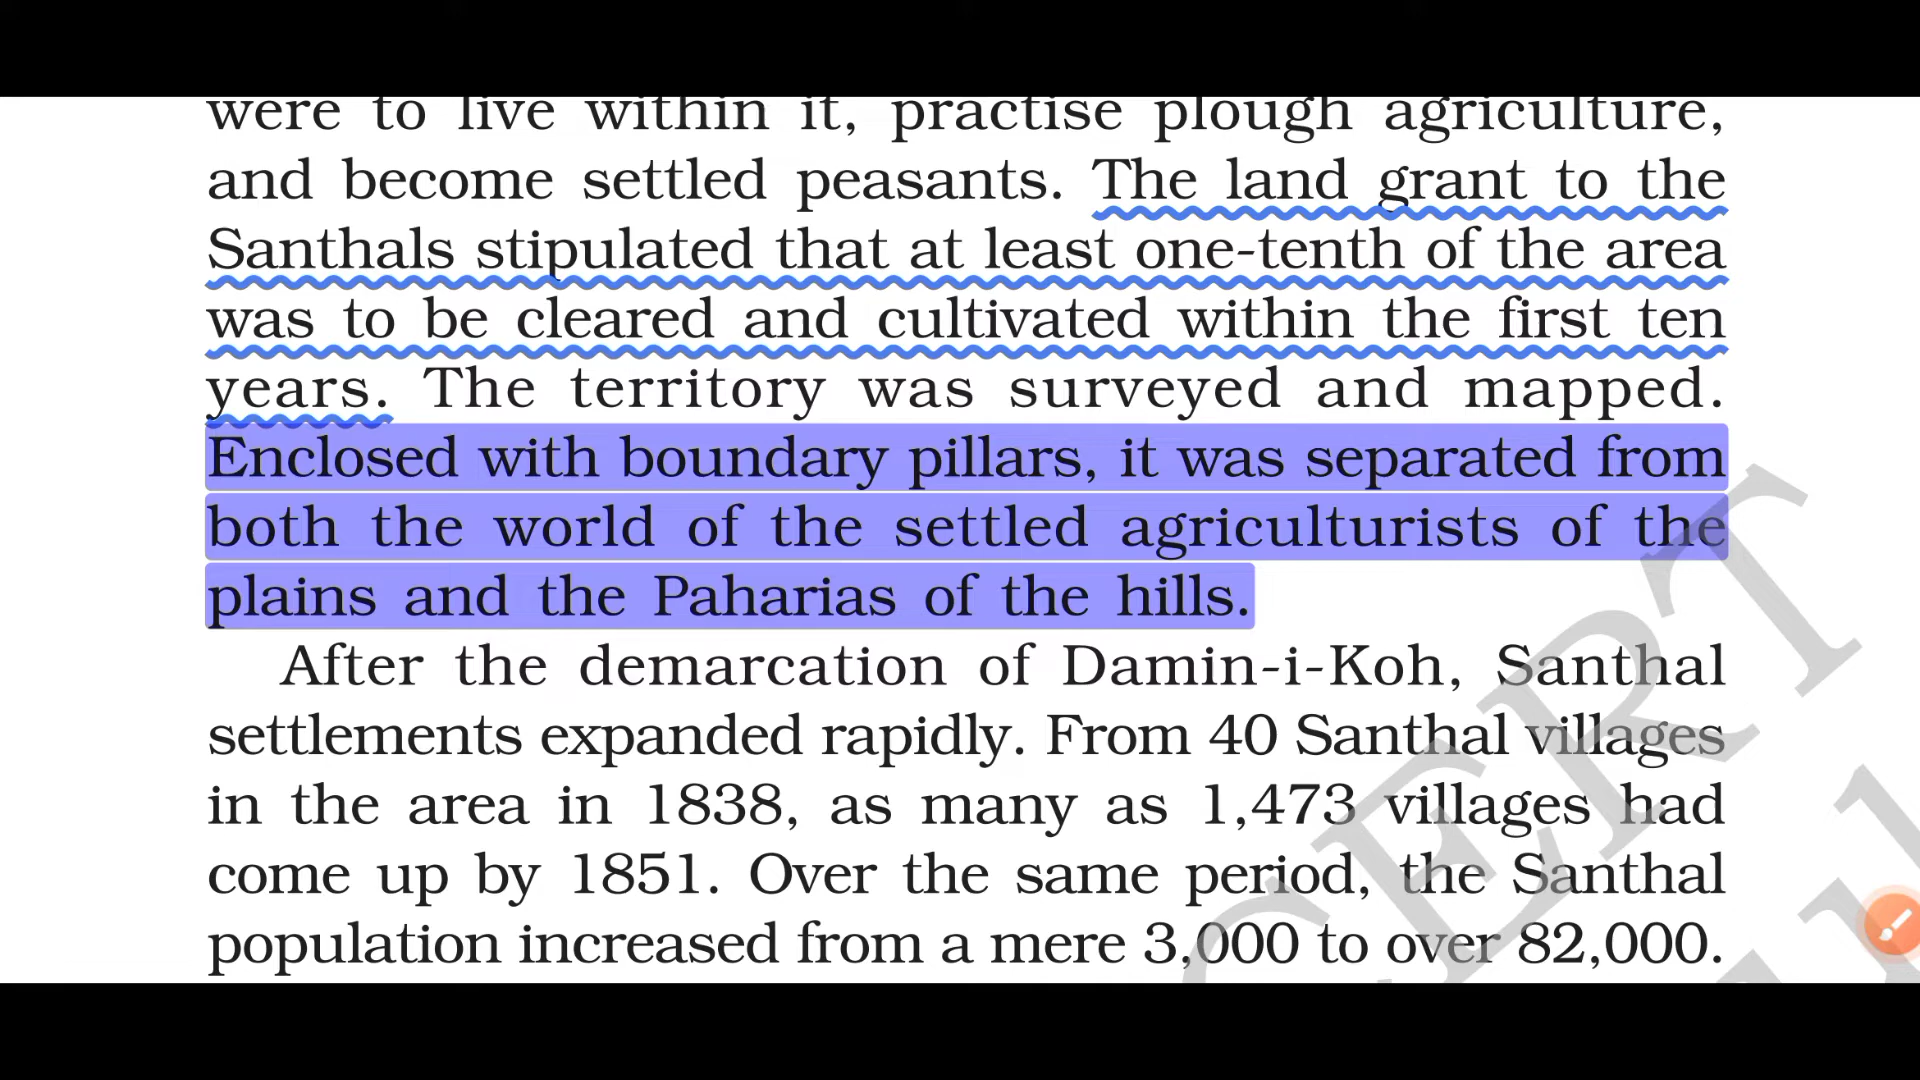 were to live within it, practise plough agriculture,
and become settled peasants. The land grant to the
Santhals stipulated that at least one-tenth of the area
was to be cleared and cultivated within the first ten
years. The territory was surveyed and mapped.
Enclosed with boundary pillars, it was separated from
both the world of the settled agriculturists of the
plains and the Paharias of the hills.
After the demarcation of Damin-i-Koh, Santhal
settlements expanded rapidly. From 40 Santhal villages
in the area in 1838, as many as 1,473 villages had
come up by 1851. Over the same period, the Santhal
population increased from a mere 3,000 to over 82,000.
CERT